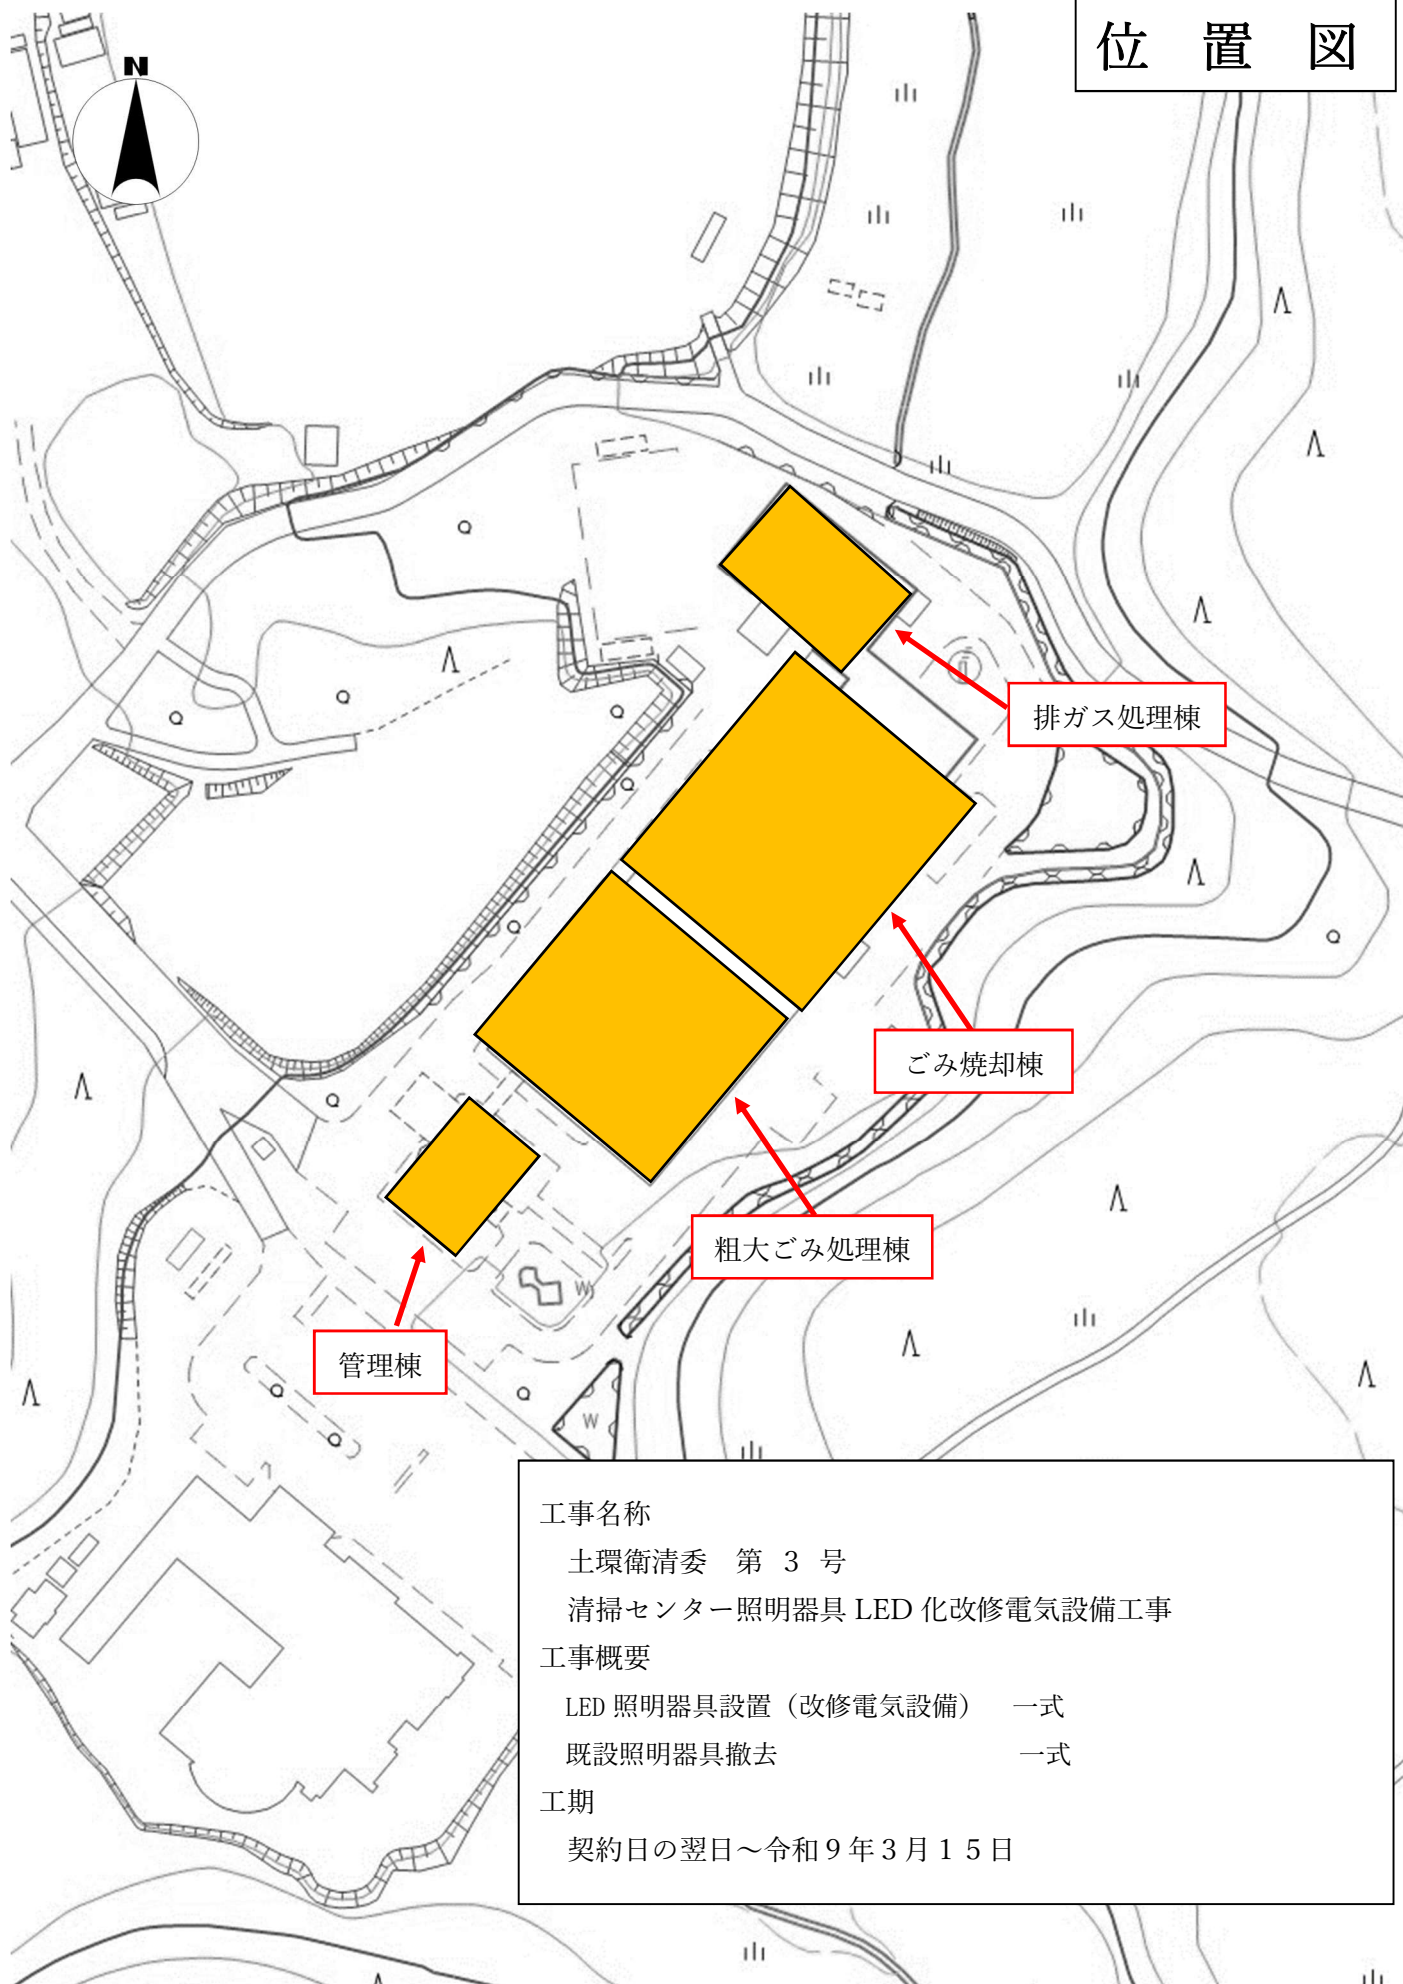 位　置　図
N
排ガス処理棟
ごみ焼却棟
粗大ごみ処理棟
管理棟
W
W
工事名称
土環衛清委　第　３　号
清掃センター照明器具 LED 化改修電気設備工事
工事概要
LED 照明器具設置（改修電気設備）　一式
既設照明器具撤去　一式
工期
契約日の翌日～令和９年３月１５日